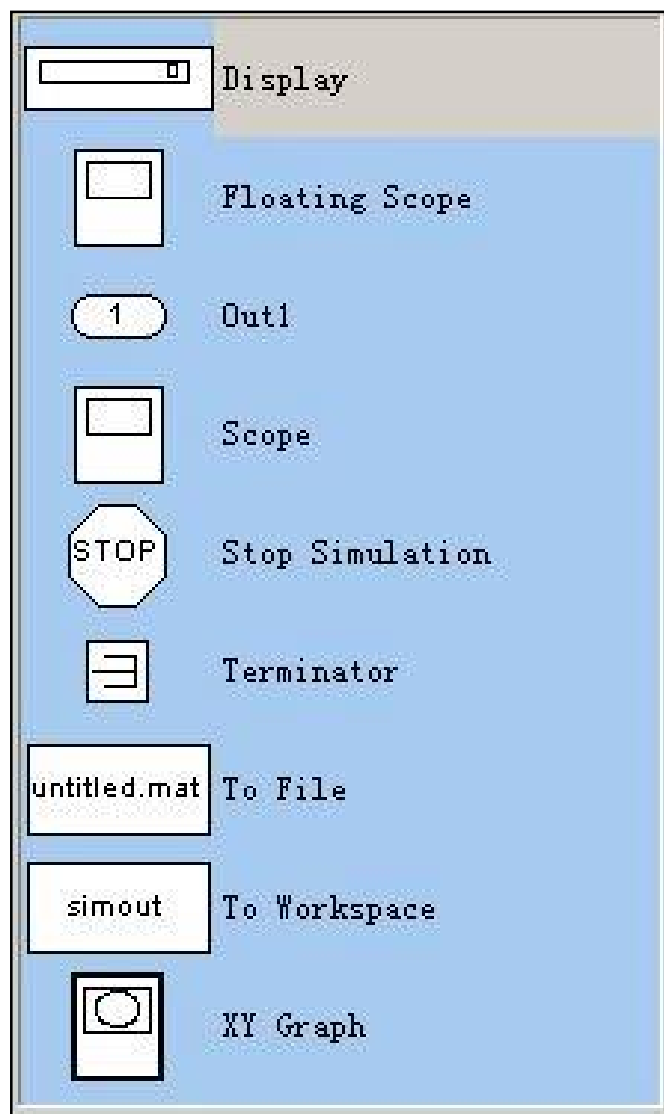 Display
Floating Scope
1 Out1
Scope
STOP Stop Simulation
Terminator
untitled.mat To File
simout To Workspace
XY Graph